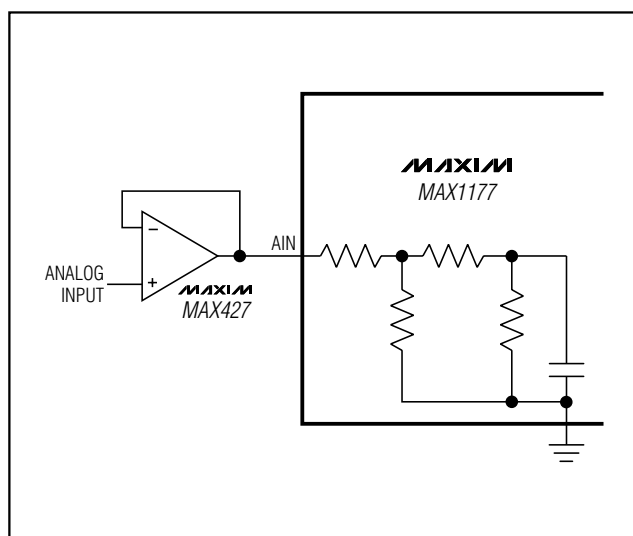 MAXIM
MAX1177
−
AIN
ANALOG
INPUT
+
MAXIM
MAX427